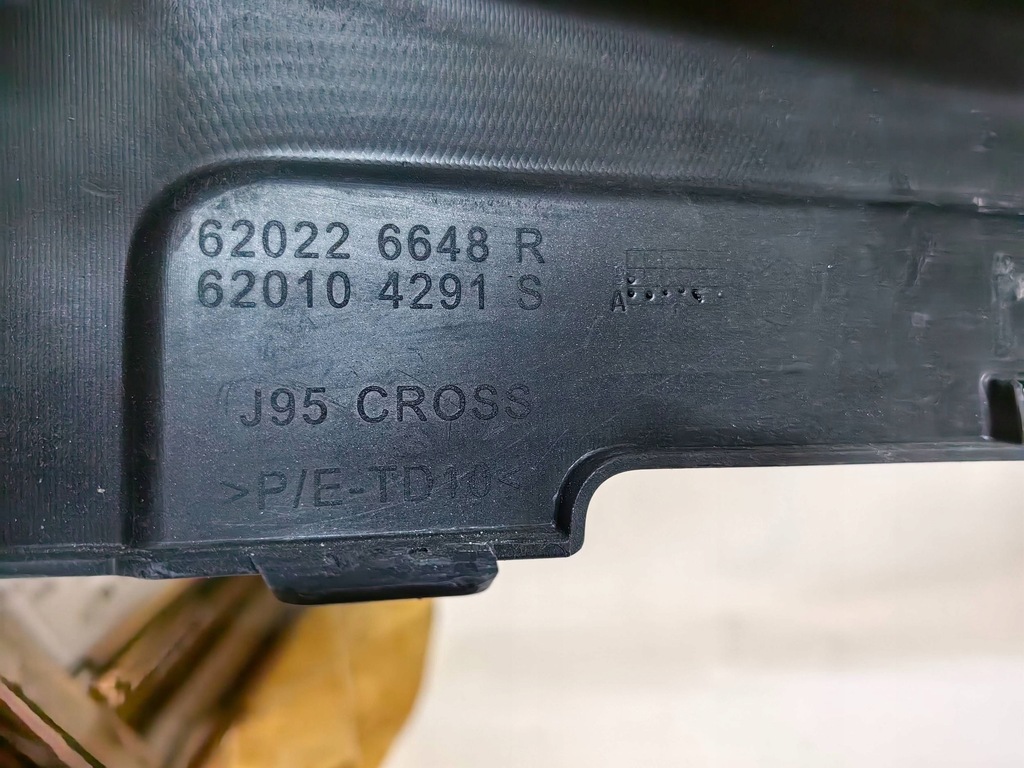 62022 6648 R
62010 4291 S
A
J95 CROSS
>P/E-TD10<